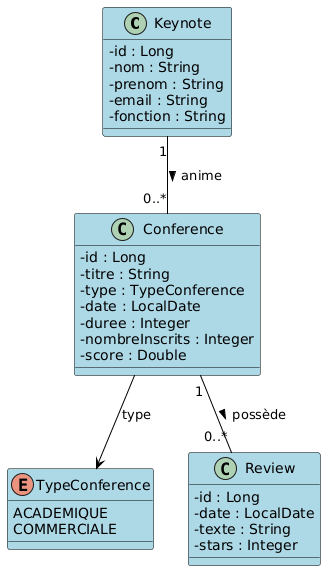 C Keynote
-id : Long
-nom : String
-prenom : String
-email : String
-fonction : String
1
anime
0..*
C Conference
-id : Long
-titre : String
-type : TypeConference
-date : LocalDate
-duree : Integer
-nombreInscrits : Integer
-score : Double
1
type
possède
0..*
E TypeConference
ACADEMIQUE
COMMERCIALE
C Review
-id : Long
-date : LocalDate
-texte : String
-stars : Integer